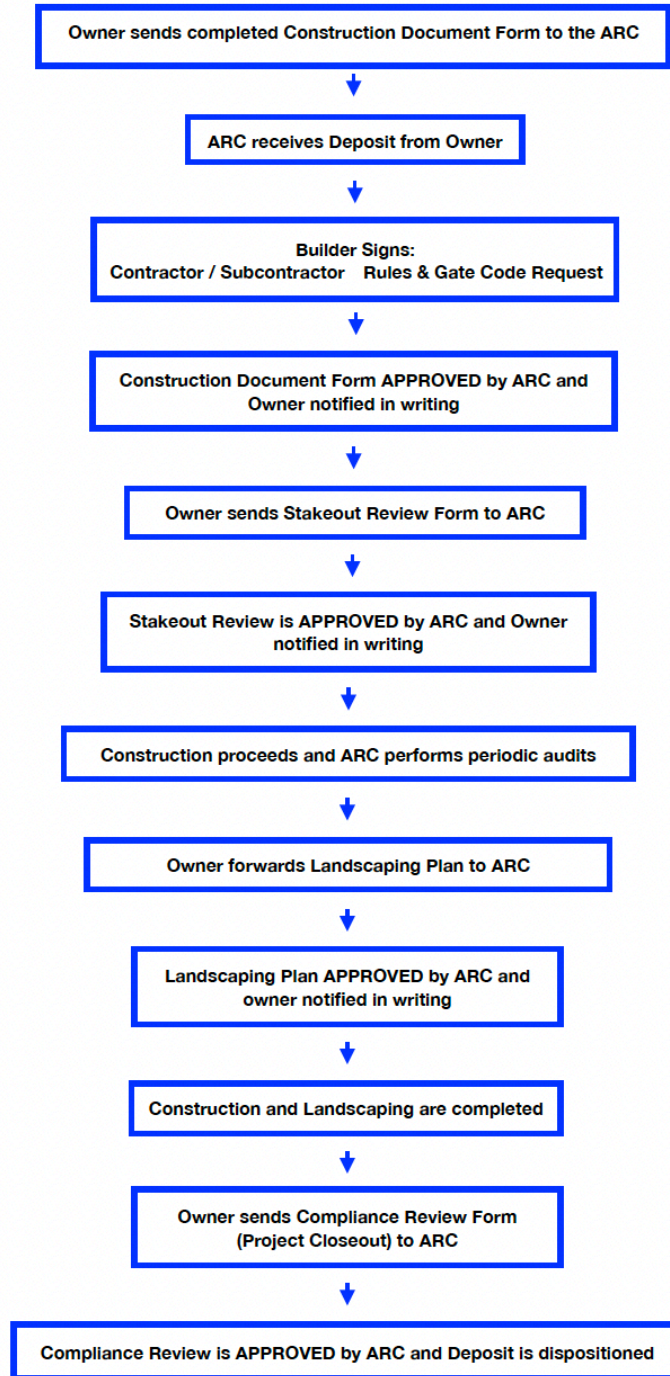 Owner sends completed Construction Document Form to the ARC
ARC receives Deposit from Owner
Builder Signs:
Contractor / Subcontractor Rules & Gate Code Request
Construction Document Form APPROVED by ARC and
Owner notified in writing
Owner sends Stakeout Review Form to ARC
Stakeout Review is APPROVED by ARC and Owner
notified in writing
Construction proceeds and ARC performs periodic audits
Owner forwards Landscaping Plan to ARC
Landscaping Plan APPROVED by ARC and
owner notified in writing
Construction and Landscaping are completed
Owner sends Compliance Review Form
(Project Closeout) to ARC
Compliance Review is APPROVED by ARC and Deposit is dispositioned